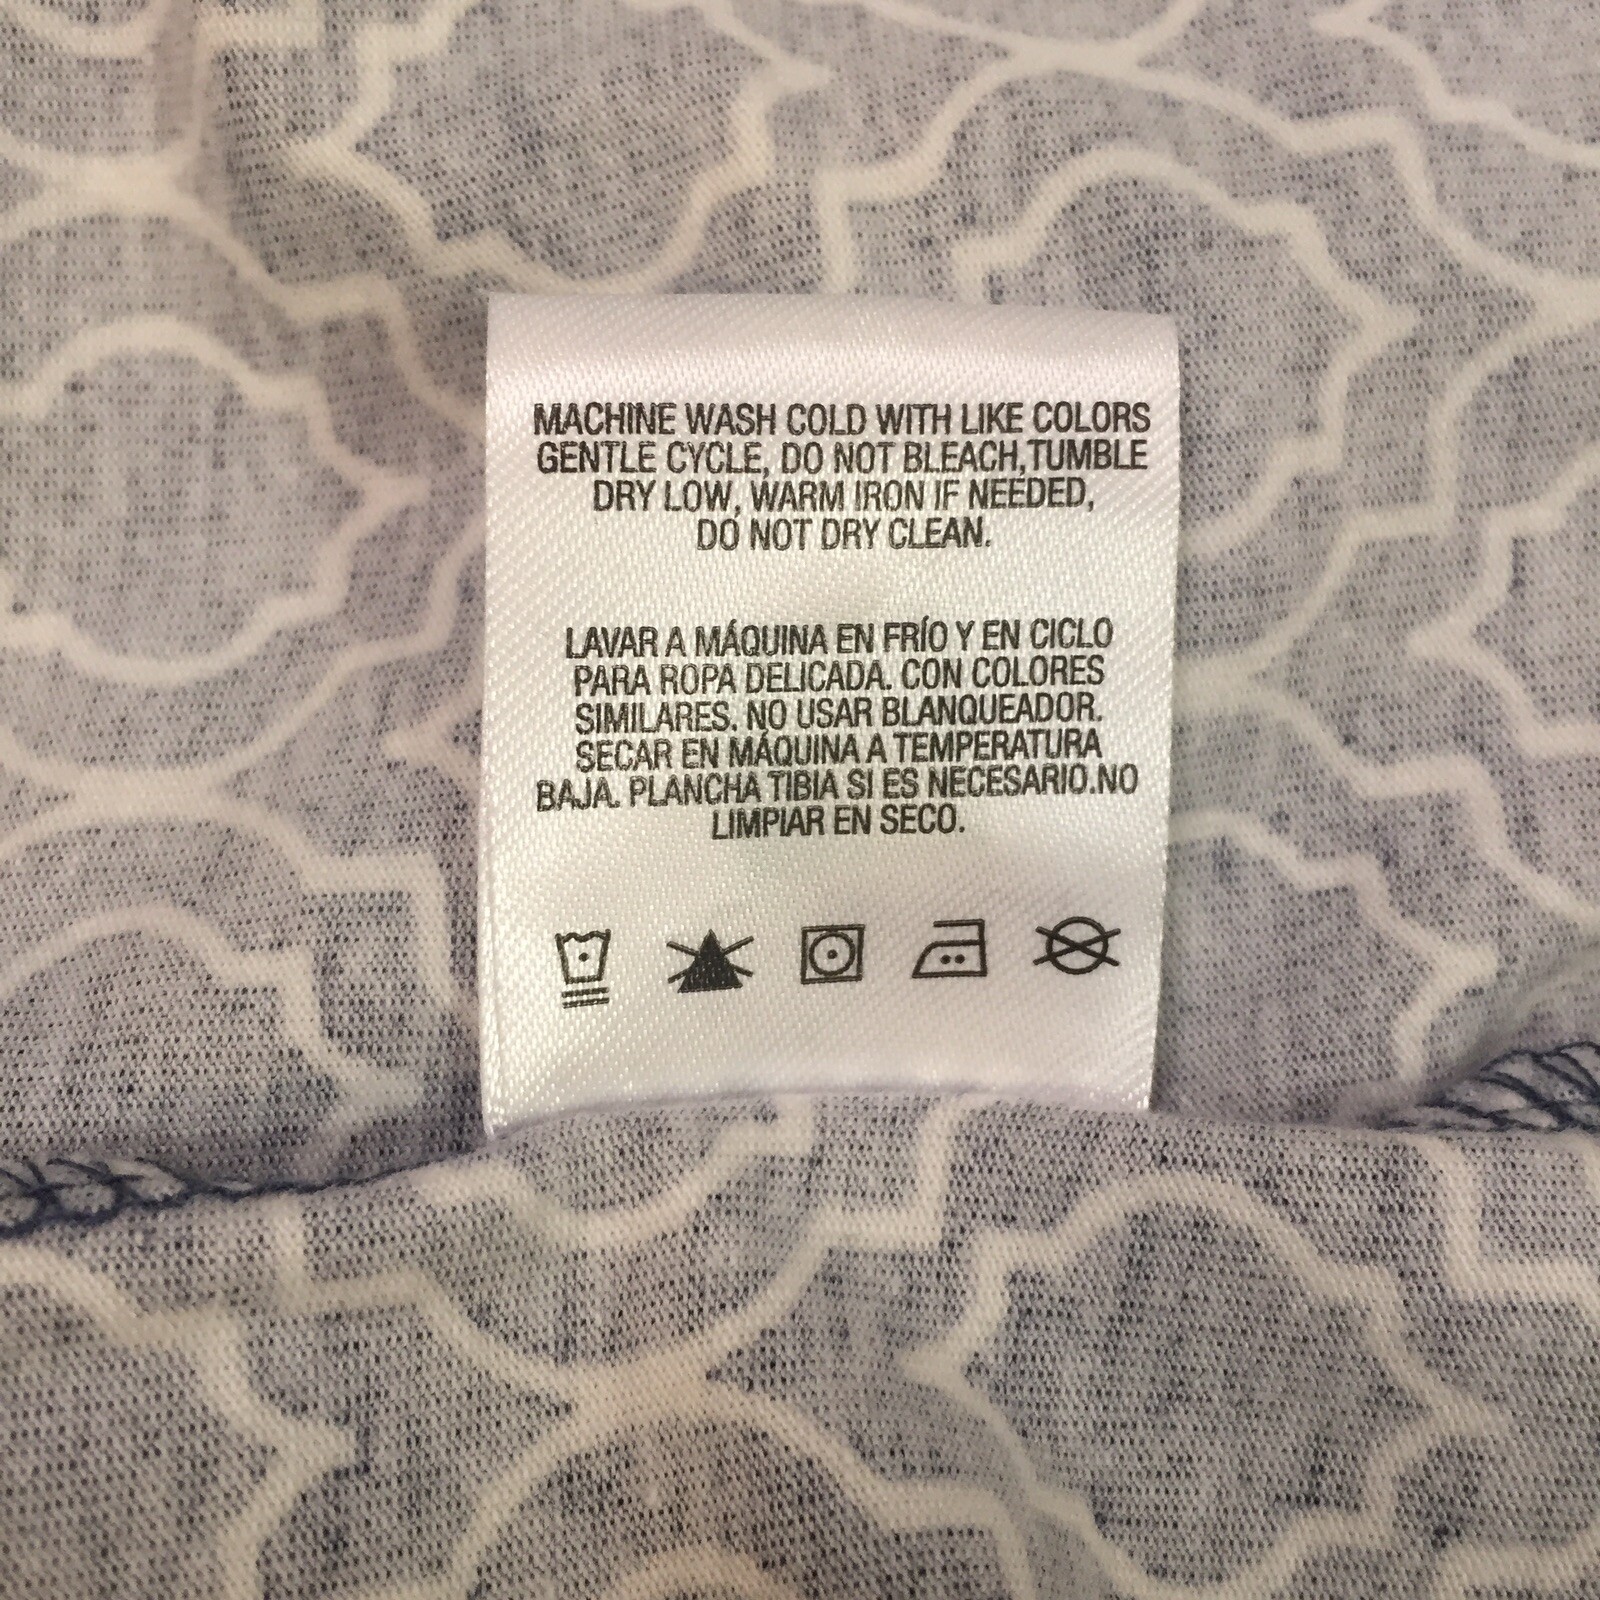 MACHINE WASH COLD WITH LIKE COLORS
GENTLE CYCLE, DO NOT BLEACH,TUMBLE
DRY LOW, WARM IRON IF NEEDED,
DO NOT DRY CLEAN.
LAVAR A MÁQUINA EN FRÍO Y EN CICLO
PARA ROPA DELICADA. CON COLORES
SIMILARES. NO USAR BLANQUEADOR.
SECAR EN MÁQUINA A TEMPERATURA
BAJA. PLANCHA TIBIA SI ES NECESARIO.NO
LIMPIAR EN SECO.